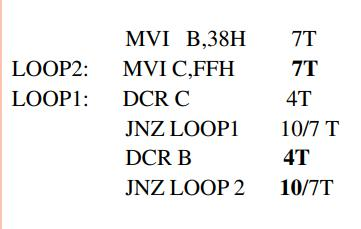 MVI B,38H 7T
LOOP2: MVI C,FFH 7T
LOOP1: DCR C 4T
JNZ LOOP1 10/7 T
DCR B 4T
JNZ LOOP 2 10/7T